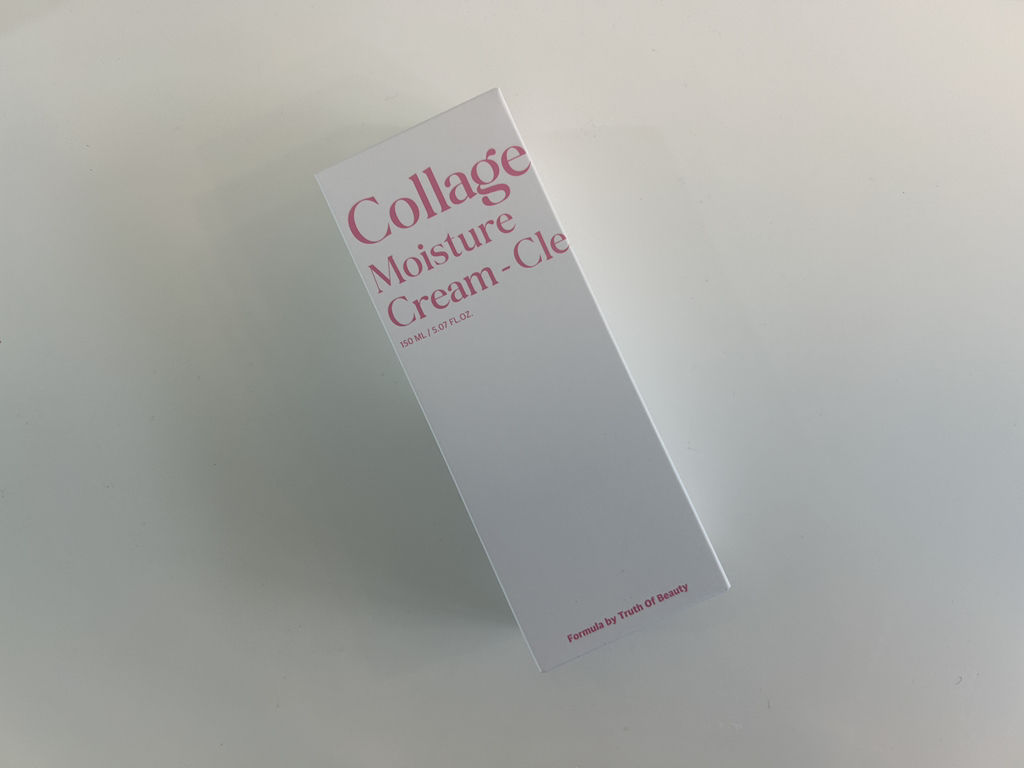 Collage
Moisture
Cream - Cle
150 ML / 5.07 FL.OZ.
Formula by Truth Of Beauty